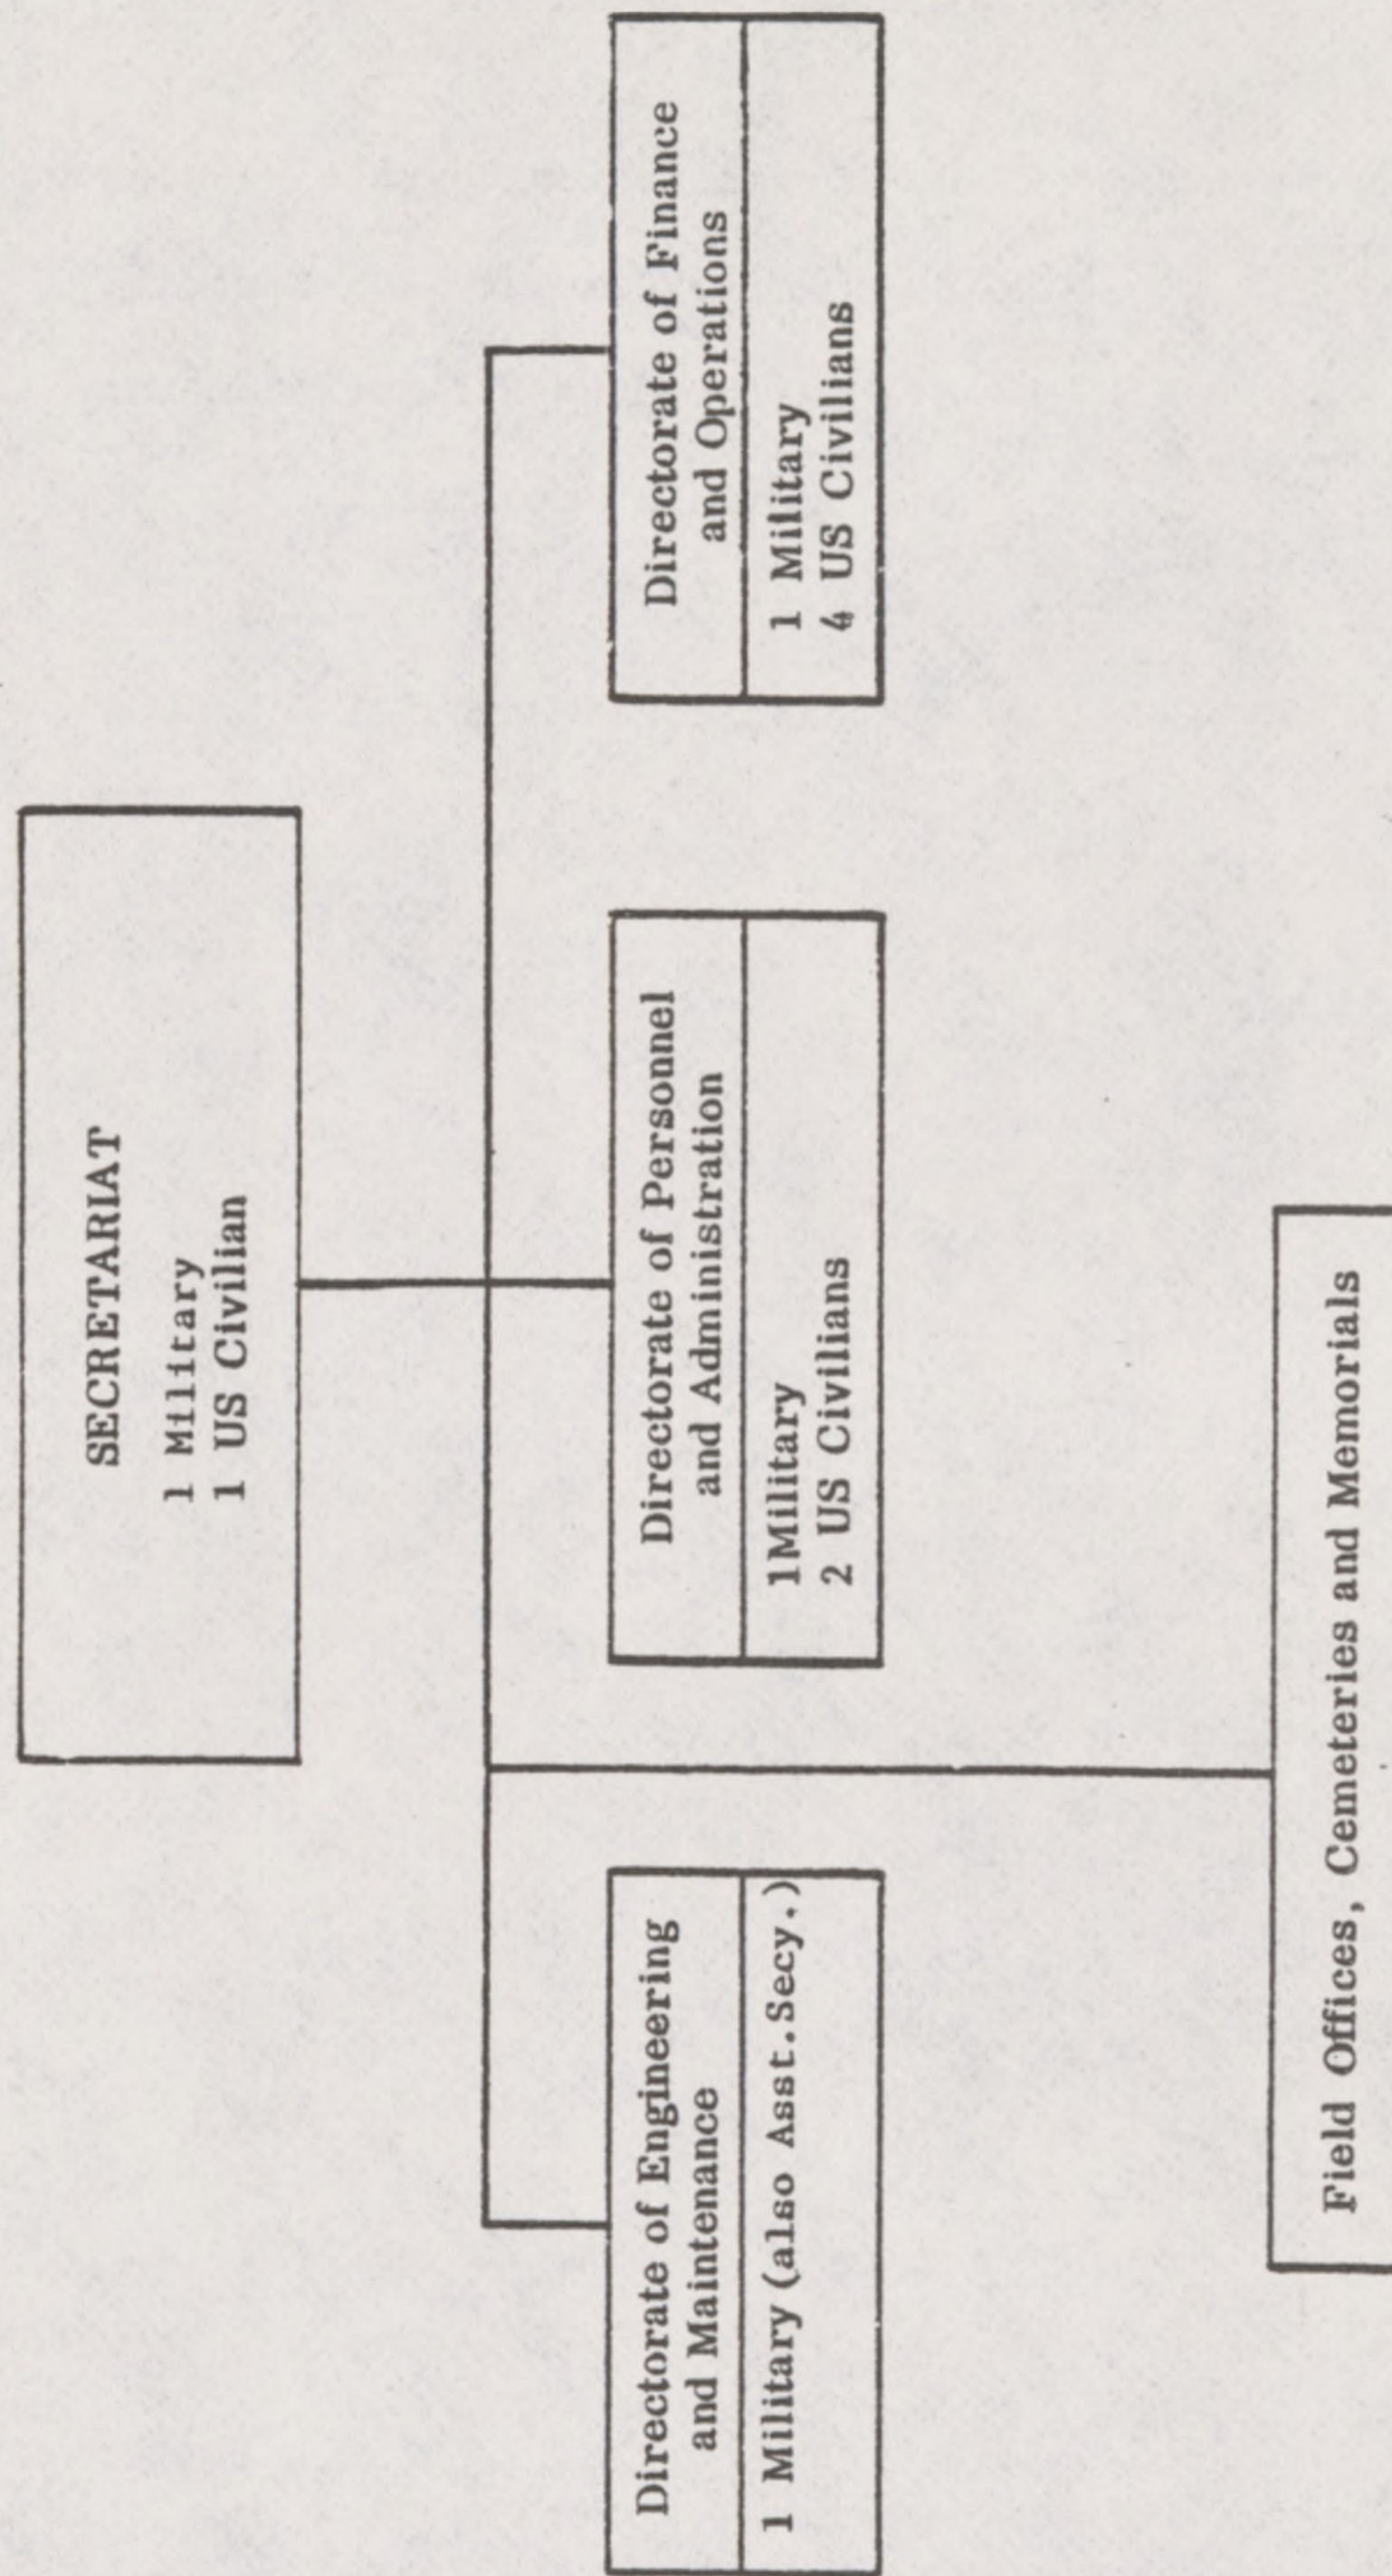 SECRETARIAT
1 Military
1 US Civilian
Directorate of Engineering
and Maintenance
1 Military (also Asst.Secy.)
Directorate of Personnel
and Administration
1Military
2 US Civilians
Directorate of Finance
and Operations
1 Military
4 US Civilians
Field Offices, Cemeteries and Memorials